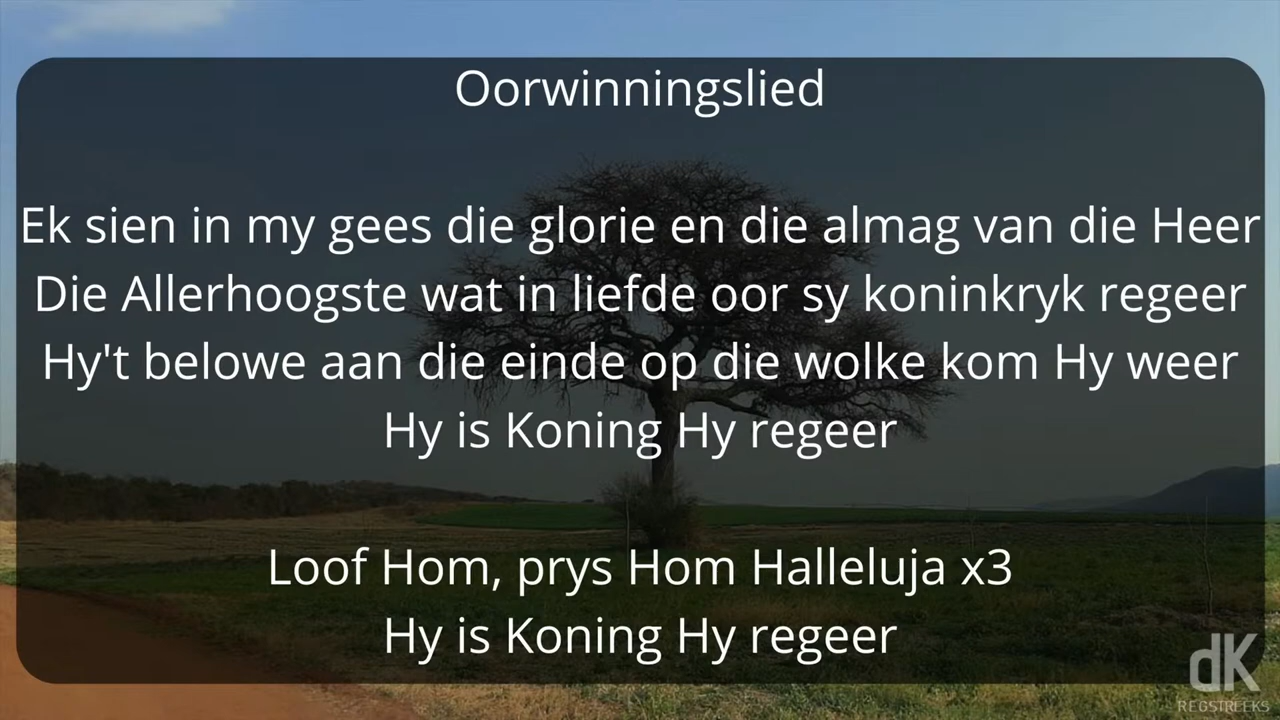 Oorwinningslied
Ek sien in my gees die glorie en die almag van die Heer
Die Allerhoogste wat in liefde oor sy koninkryk regeer
Hy't belowe aan die einde op die wolke kom Hy weer
Hy is Koning Hy regeer
Loof Hom, prys Hom Halleluja x3
Hy is Koning Hy regeer
dK
REGSTREEKS